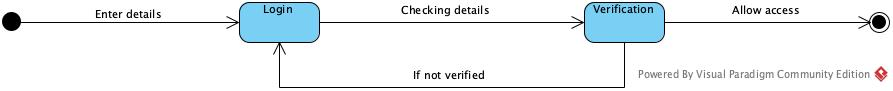 Enter details
Login
Checking details
Verification
Allow access
If not verified
Powered By Visual Paradigm Community Edition